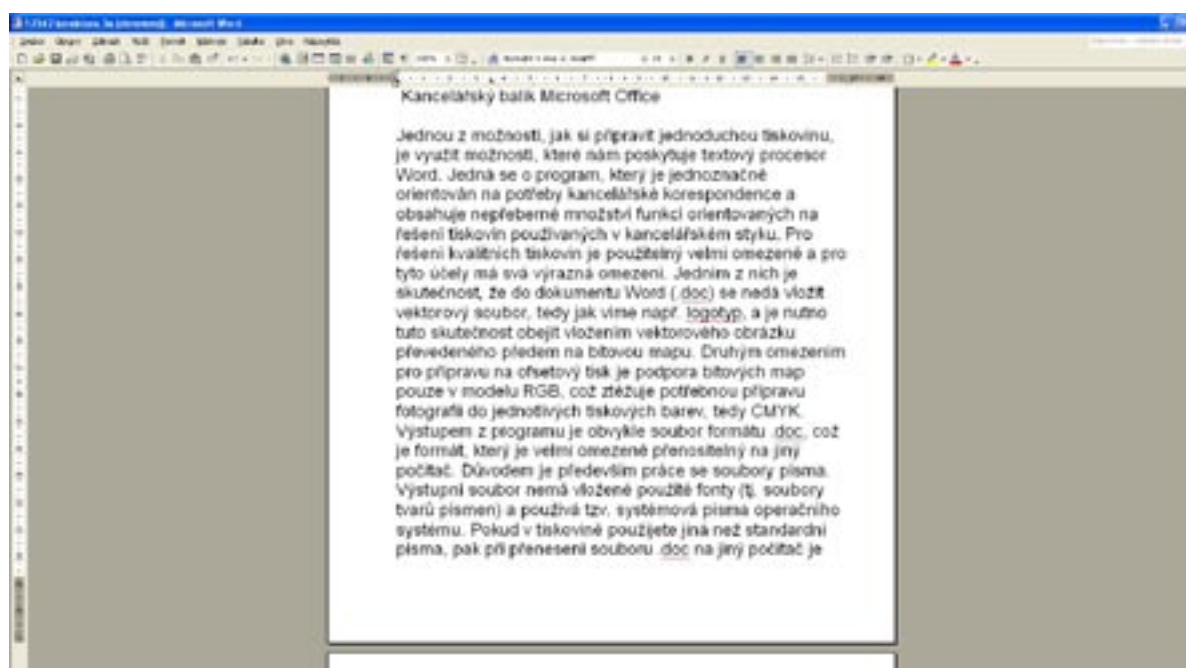 Microsoft Word
Kancelářský balík Microsoft Office
Jednou z možností, jak si připravit jednoduchou tiskovinu,
je využít možností, které nám poskytuje textový procesor
Word. Jedná se o program, který je jednoznačně
orientován na potřeby kancelářské korespondence a
obsahuje nepřeberné množství funkcí orientovaných na
řešení tiskovin používaných v kancelářském styku. Pro
řešení kvalitních tiskovin je použitelný velmi omezeně a pro
tyto účely má svá výrazná omezení. Jedním z nich je
skutečnost, že do dokumentu Word (.doc) se nedá vložit
vektorový soubor, tedy jak víme např. logotyp, a je nutno
tuto skutečnost obejít vložením vektorového obrázku
převedeného předem na bitovou mapu. Druhým omezením
pro přípravu na ofsetový tisk je podpora bitových map
pouze v modelu RGB, což ztěžuje potřebnou přípravu
fotografií do jednotlivých tiskových barev, tedy CMYK.
Výstupem z programu je obvykle soubor formátu .doc, což
je formát, který je velmi omezeně přenositelný na jiný
počítač. Důvodem je především práce se soubory písma.
Výstupní soubor nemá vložené použité fonty (tj. soubory
tvarů písmen) a používá tzv. systémová písma operačního
systému. Pokud v tiskovině použijete jiná než standardní
písma, pak při přenesení souboru .doc na jiný počítač je